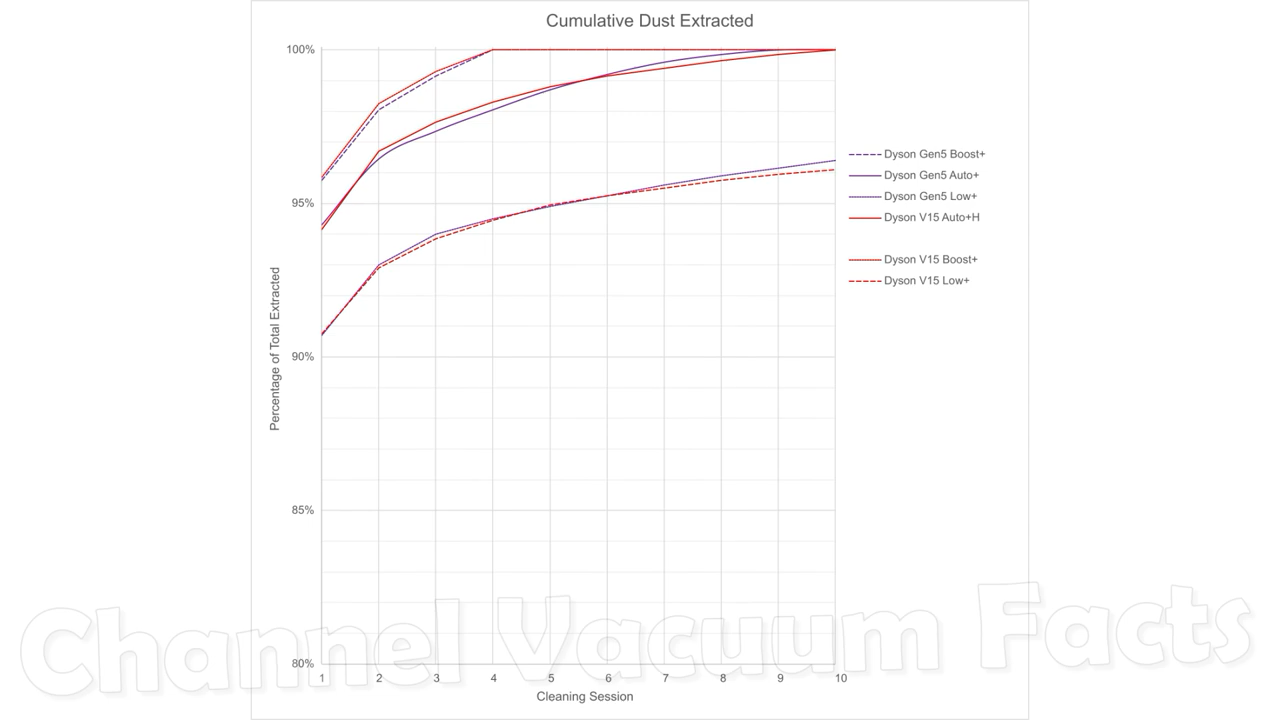 Cumulative Dust Extracted
100%
95%
90%
85%
80%
Percentage of Total Extracted
1 2 3 4 5 6 7 8 9 10
Cleaning Session
Dyson Gen5 Boost+
Dyson Gen5 Auto+
Dyson Gen5 Low+
Dyson V15 Auto+H
Dyson V15 Boost+
Dyson V15 Low+
Channel Vacuum Facts